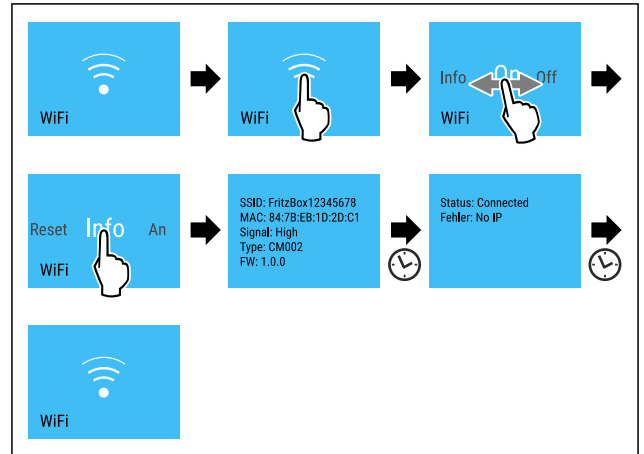 WiFi
WiFi
Info On Off
WiFi
Reset Info An
WiFi
SSID: FritzBox12345678
MAC: 84:7B:EB:1D:2D:C1
Signal: High
Type: CM002
FW: 1.0.0
Status: Connected
Fehler: No IP
WiFi